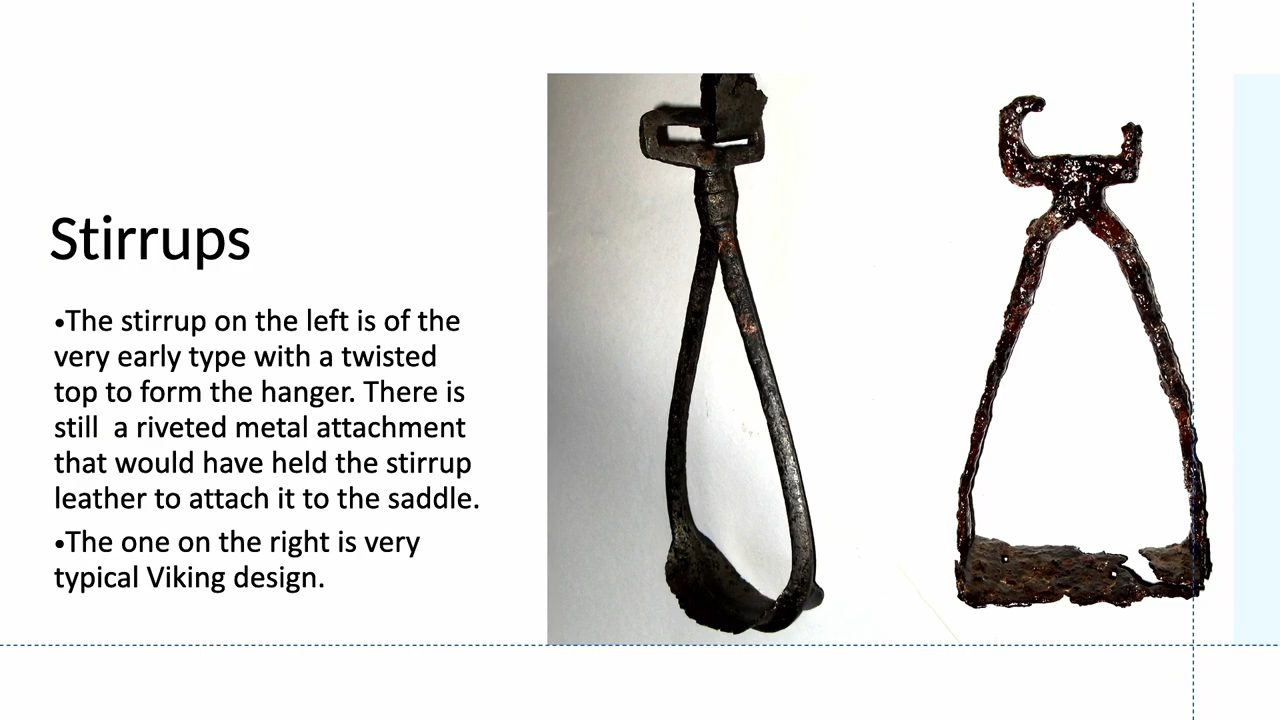 Stirrups
•The stirrup on the left is of the
very early type with a twisted
top to form the hanger. There is
still  a riveted metal attachment
that would have held the stirrup
leather to attach it to the saddle.
•The one on the right is very
typical Viking design.